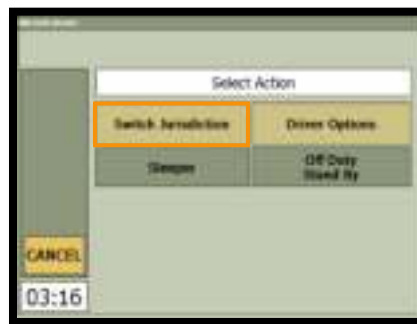 Select Action
Switch Jurisdiction
Driver Options
Sleeper
Off Duty
Stand By
CANCEL
03:16